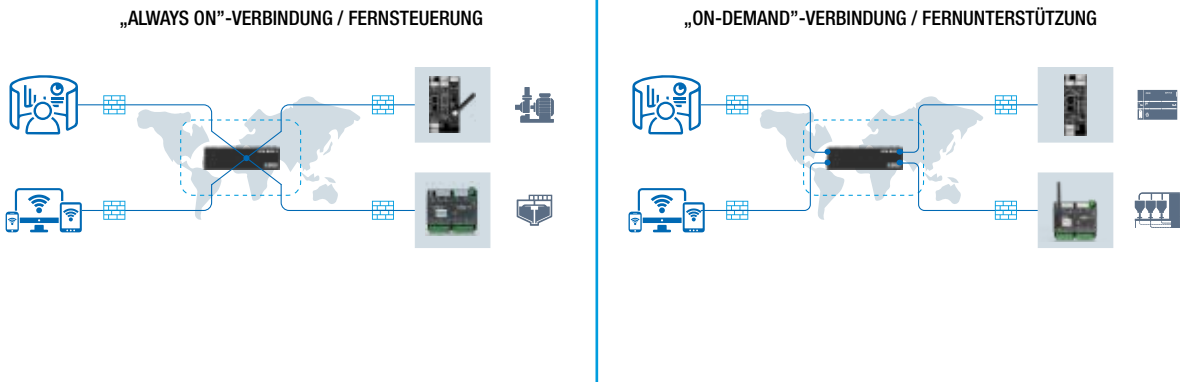 „ALWAYS ON”-VERBINDUNG / FERNSTEUERUNG
„ON-DEMAND”-VERBINDUNG / FERNUNTERSTÜTZUNG